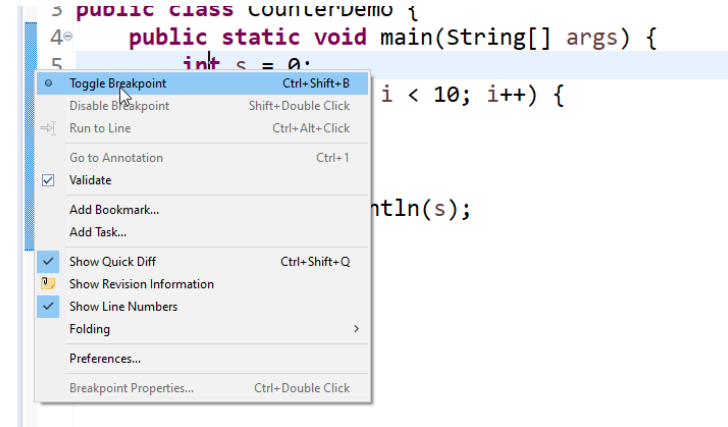 3 public class CounterDemo {
4 public static void main(String[] args) {
5 int s = 0;
Toggle Breakpoint Ctrl+Shift+B
i < 10; i++) {
Disable Breakpoint Shift+Double Click
Run to Line Ctrl+Alt+Click
Go to Annotation Ctrl+1
Validate
Add Bookmark...
ntln(s);
Add Task...
Show Quick Diff Ctrl+Shift+Q
Show Revision Information
Show Line Numbers
Folding
Preferences...
Breakpoint Properties... Ctrl+Double Click